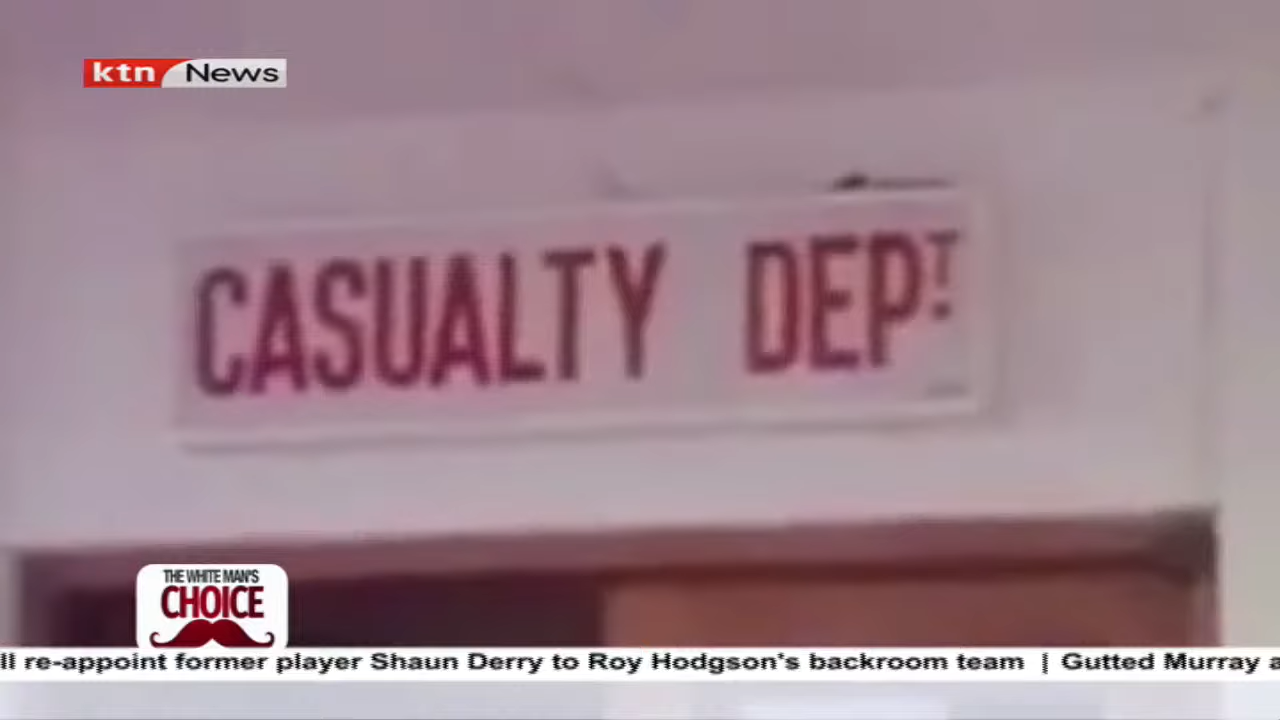 ktn News
CASUALTY DEPT.
THE WHITE MAN'S
CHOICE
ll re-appoint former player Shaun Derry to Roy Hodgson's backroom team | Gutted Murray a